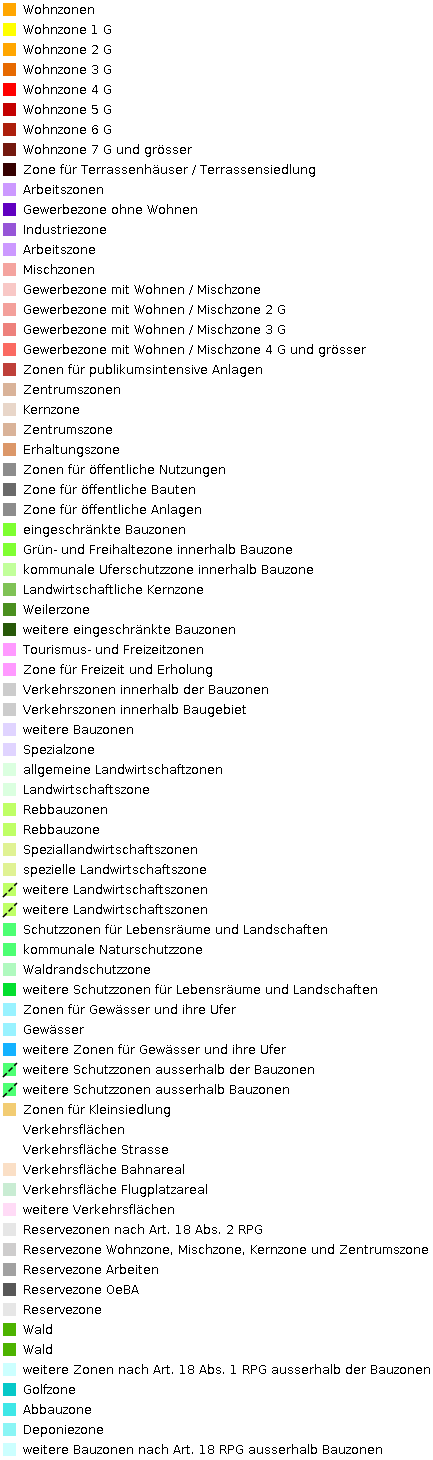 Wohnzonen
Wohnzone 1 G
Wohnzone 2 G
Wohnzone 3 G
Wohnzone 4 G
Wohnzone 5 G
Wohnzone 6 G
Wohnzone 7 G und grösser
Zone für Terrassenhäuser / Terrassensiedlung
Arbeitszonen
Gewerbezone ohne Wohnen
Industriezone
Arbeitszone
Mischzonen
Gewerbezone mit Wohnen / Mischzone
Gewerbezone mit Wohnen / Mischzone 2 G
Gewerbezone mit Wohnen / Mischzone 3 G
Gewerbezone mit Wohnen / Mischzone 4 G und grösser
Zonen für publikumsintensive Anlagen
Zentrumszonen
Kernzone
Zentrumszone
Erhaltungszone
Zonen für öffentliche Nutzungen
Zone für öffentliche Bauten
Zone für öffentliche Anlagen
eingeschränkte Bauzonen
Grün- und Freihaltezone innerhalb Bauzone
kommunale Uferschutzzone innerhalb Bauzone
Landwirtschaftliche Kernzone
Weilerzone
weitere eingeschränkte Bauzonen
Tourismus- und Freizeitzonen
Zone für Freizeit und Erholung
Verkehrszonen innerhalb der Bauzonen
Verkehrszonen innerhalb Baugebiet
weitere Bauzonen
Spezialzone
allgemeine Landwirtschaftzonen
Landwirtschaftszone
Rebbauzonen
Rebbauzone
Speziallandwirtschaftszonen
spezielle Landwirtschaftszone
weitere Landwirtschaftszonen
weitere Landwirtschaftszonen
Schutzzonen für Lebensräume und Landschaften
kommunale Naturschutzzone
Waldrandschutzzone
weitere Schutzzonen für Lebensräume und Landschaften
Zonen für Gewässer und ihre Ufer
Gewässer
weitere Zonen für Gewässer und ihre Ufer
weitere Schutzzonen ausserhalb der Bauzonen
weitere Schutzzonen ausserhalb Bauzonen
Zonen für Kleinsiedlung
Verkehrsflächen
Verkehrsfläche Strasse
Verkehrsfläche Bahnareal
Verkehrsfläche Flugplatzareal
weitere Verkehrsflächen
Reservezonen nach Art. 18 Abs. 2 RPG
Reservezone Wohnzone, Mischzone, Kernzone und Zentrumszone
Reservezone Arbeiten
Reservezone OeBA
Reservezone
Wald
Wald
weitere Zonen nach Art. 18 Abs. 1 RPG ausserhalb der Bauzonen
Golfzone
Abbauzone
Deponiezone
weitere Bauzonen nach Art. 18 RPG ausserhalb Bauzonen